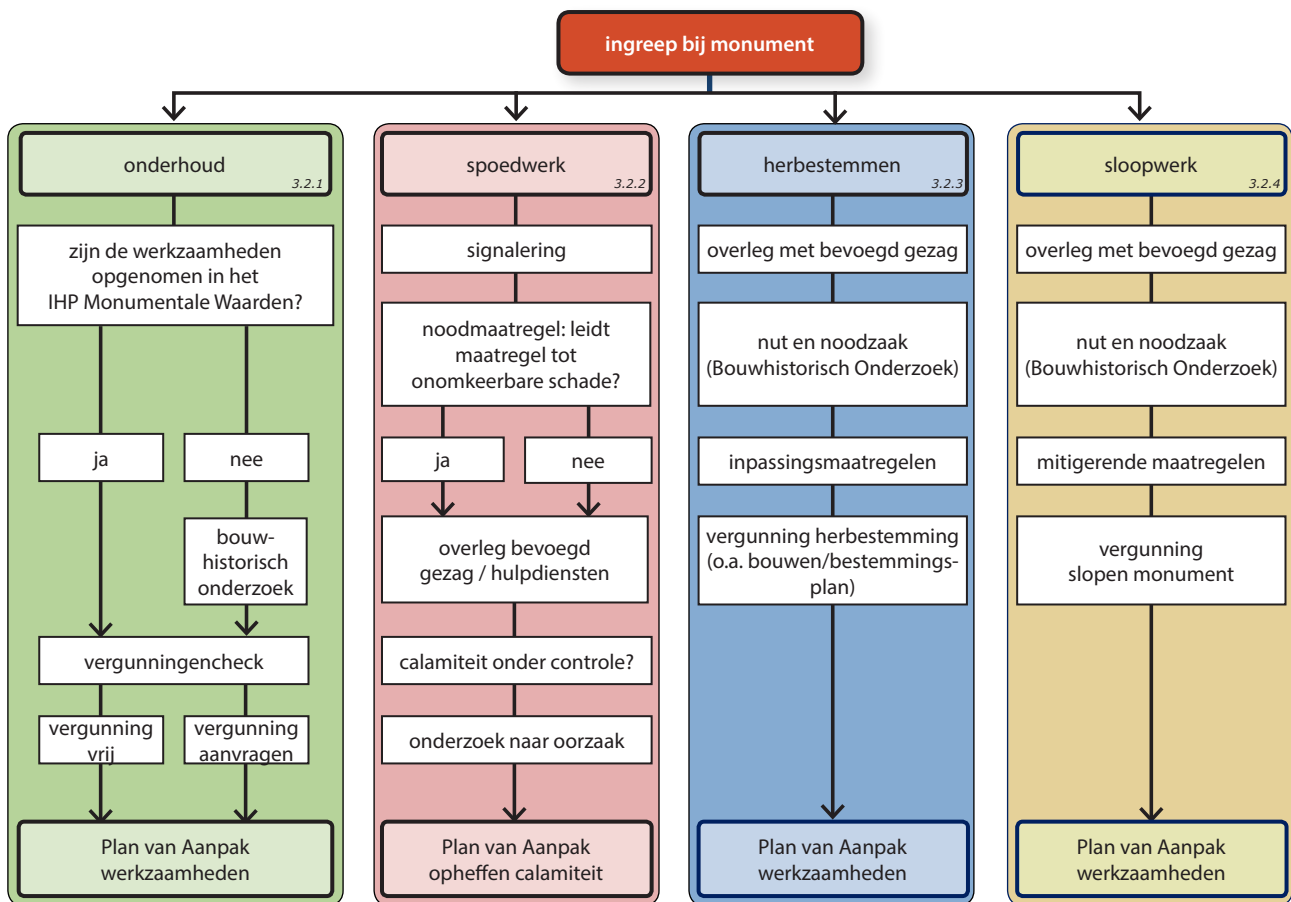 ingreep bij monument
onderhoud
3.2.1
zijn de werkzaamheden
opgenomen in het
IHP Monumentale Waarden?
ja
nee
bouw-
historisch
onderzoek
vergunningencheck
vergunning
vrij
vergunning
aanvragen
Plan van Aanpak
werkzaamheden
spoedwerk
3.2.2
signalering
noodmaatregel: leidt
maatregel tot
onomkeerbare schade?
ja
nee
overleg bevoegd
gezag / hulpdiensten
calamiteit onder controle?
onderzoek naar oorzaak
Plan van Aanpak
opheffen calamiteit
herbestemmen
3.2.3
overleg met bevoegd gezag
nut en noodzaak
(Bouwhistorisch Onderzoek)
inpassingsmaatregelen
vergunning herbestemming
(o.a. bouwen/bestemmings-
plan)
Plan van Aanpak
werkzaamheden
sloopwerk
3.2.4
overleg met bevoegd gezag
nut en noodzaak
(Bouwhistorisch Onderzoek)
mitigerende maatregelen
vergunning
slopen monument
Plan van Aanpak
werkzaamheden